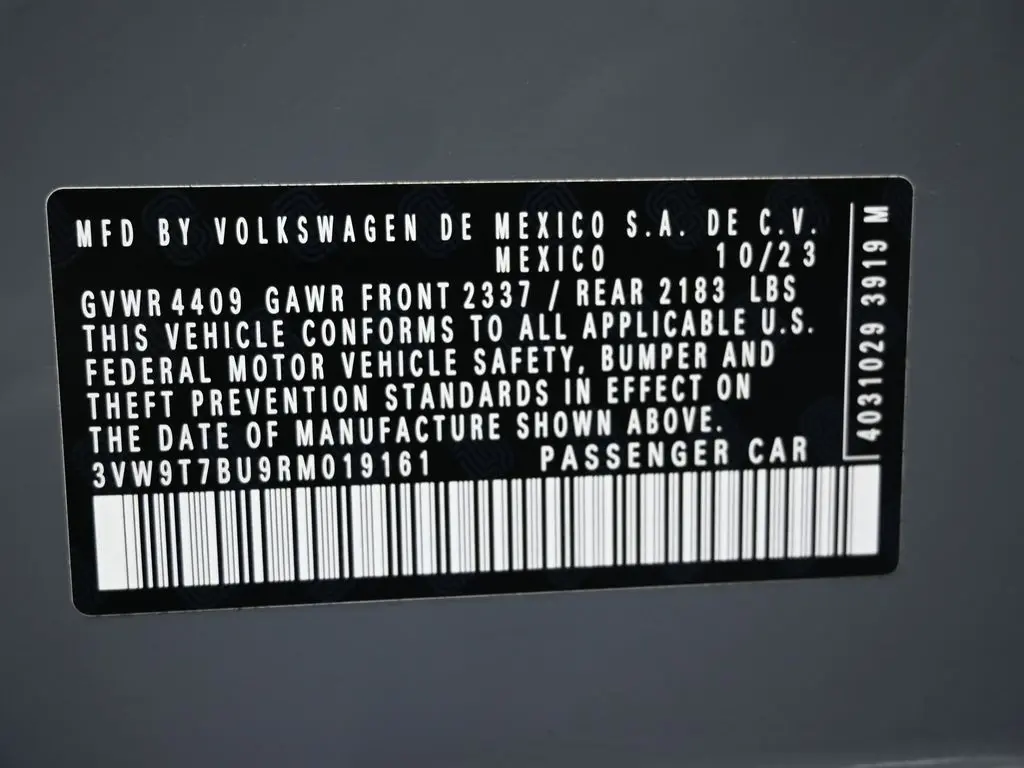 MFD BY VOLKSWAGEN DE MEXICO S.A. DE C.V.
MEXICO 10/23
GVWR 4409 GAWR FRONT 2337 / REAR 2183 LBS
THIS VEHICLE CONFORMS TO ALL APPLICABLE U.S.
FEDERAL MOTOR VEHICLE SAFETY, BUMPER AND
THEFT PREVENTION STANDARDS IN EFFECT ON
THE DATE OF MANUFACTURE SHOWN ABOVE.
3VW9T7BU9RM019161 PASSENGER CAR
4031029 3919 M